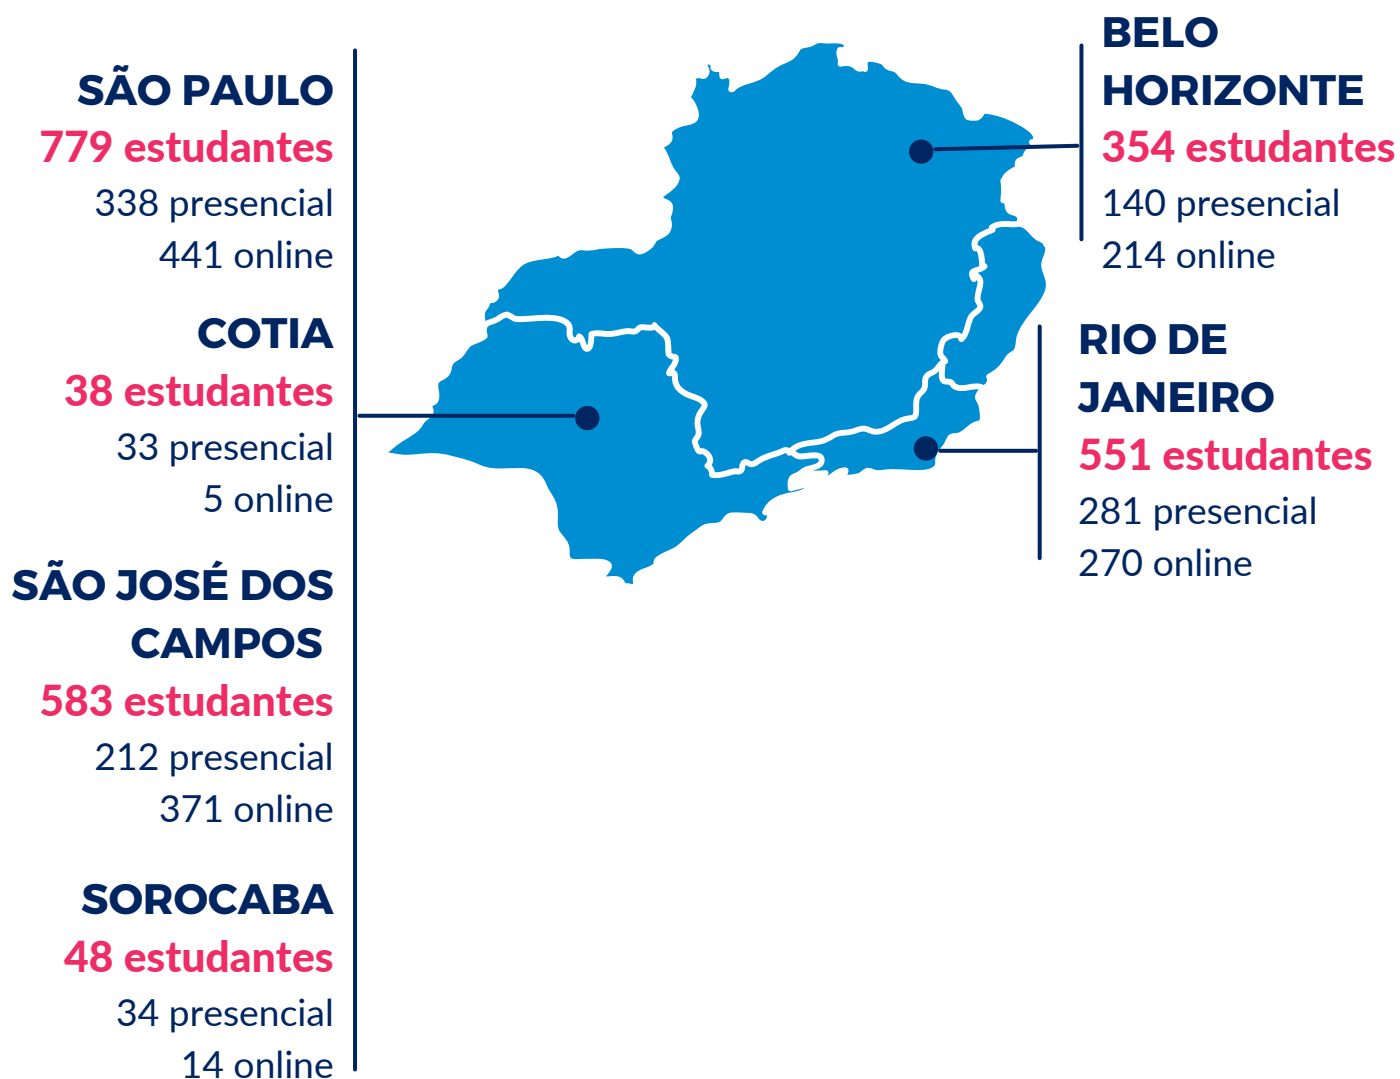 SÃO PAULO
779 estudantes
338 presencial
441 online
COTIA
38 estudantes
33 presencial
5 online
SÃO JOSÉ DOS
CAMPOS
583 estudantes
212 presencial
371 online
SOROCABA
48 estudantes
34 presencial
14 online
BELO
HORIZONTE
354 estudantes
140 presencial
214 online
RIO DE
JANEIRO
551 estudantes
281 presencial
270 online